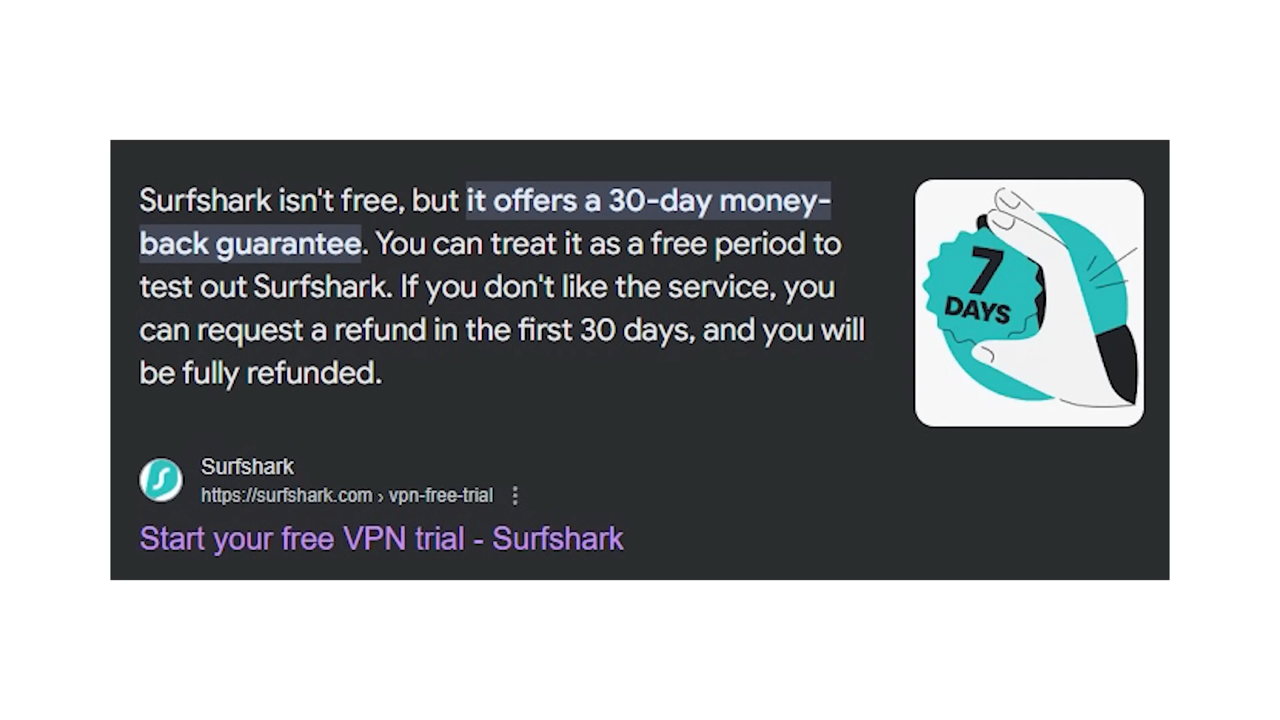 Surfshark isn't free, but it offers a 30-day money-
back guarantee. You can treat it as a free period to
test out Surfshark. If you don't like the service, you
can request a refund in the first 30 days, and you will
be fully refunded.
7
DAYS
Surfshark
https://surfshark.com › vpn-free-trial
Start your free VPN trial - Surfshark